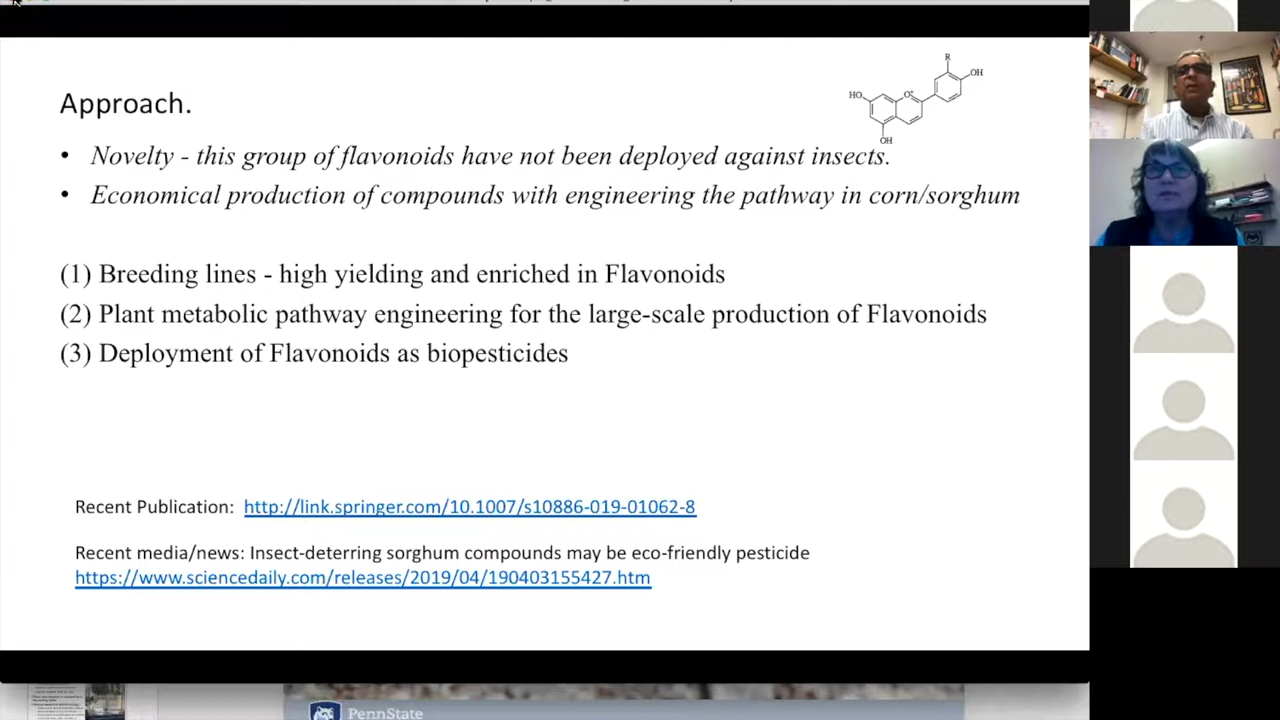 Approach.
R
OH
HO
O+
OH
• Novelty - this group of flavonoids have not been deployed against insects.
• Economical production of compounds with engineering the pathway in corn/sorghum
(1) Breeding lines - high yielding and enriched in Flavonoids
(2) Plant metabolic pathway engineering for the large-scale production of Flavonoids
(3) Deployment of Flavonoids as biopesticides
Recent Publication: http://link.springer.com/10.1007/s10886-019-01062-8
Recent media/news: Insect-deterring sorghum compounds may be eco-friendly pesticide
https://www.sciencedaily.com/releases/2019/04/190403155427.htm
PennState